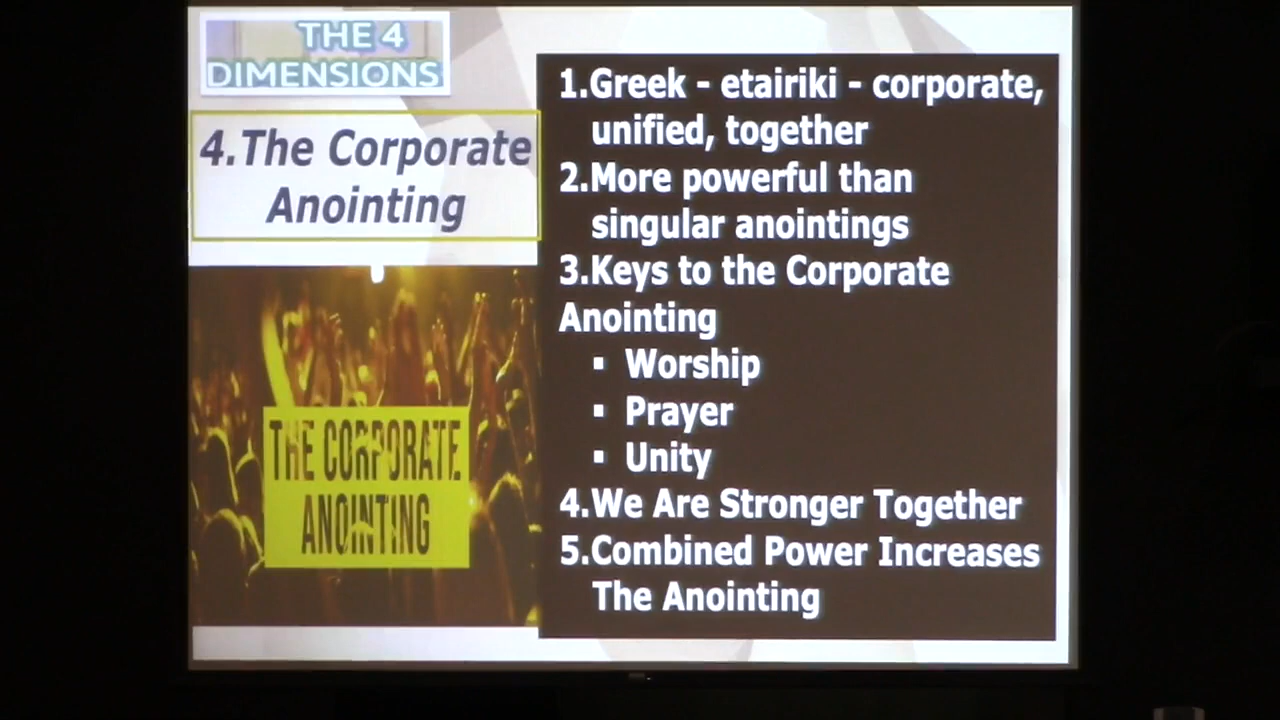 THE 4
DIMENSIONS
4.The Corporate
Anointing
THE CORPORATE
ANOINTING
1.Greek - etairiki - corporate,
unified, together
2.More powerful than
singular anointings
3.Keys to the Corporate
Anointing
▪ Worship
▪ Prayer
▪ Unity
4.We Are Stronger Together
5.Combined Power Increases
The Anointing